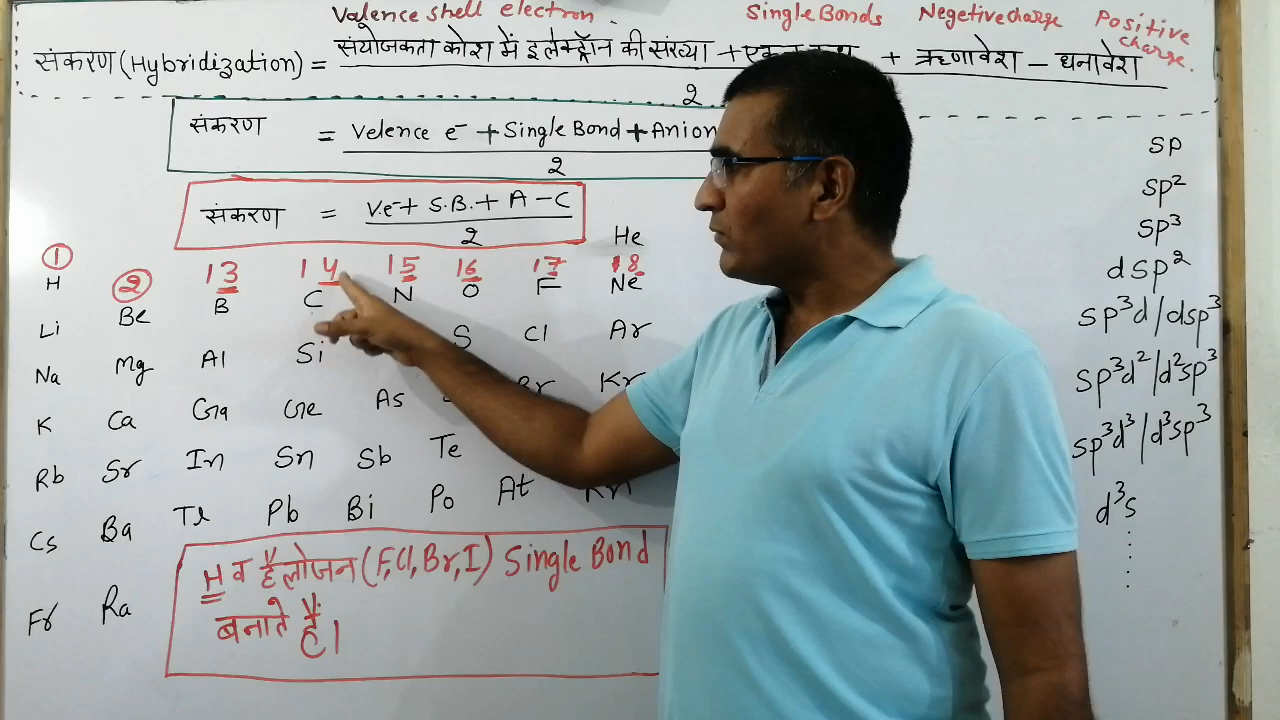 Valence shell electron Single Bonds Negetive charge Positive charge
संकरण (Hybridization) = संयोजकता कोश में इलेक्ट्रॉन की संख्या + + ऋणावेश - धनावेश
2
संकरण = Velence e⁻ + Single Bond + Anion
2
संकरण = V.e⁻ + S.B. + A - C
2
He
1 13 14 15 16 17 18
H 2 B C N O F Ne
Li Be Al Si S Cl Ar
Na Mg Ga Ge As Br Kr
K Ca In Sn Sb Te
Rb Sr Tl Pb Bi Po At Rn
Cs Ba
Fr Ra
H व हैलोजन (F,Cl,Br,I) Single Bond
बनाते हैं।
sp
sp²
sp³
dsp²
sp³d/dsp³
sp³d²/d²sp³
sp³d³/d³sp³
d³s